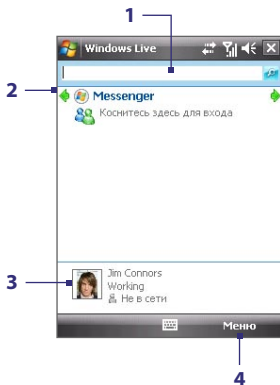 1
Windows Live
2
Messenger
Коснитесь здесь для входа
3
Jim Connors
Working
Не в сети
Меню
4